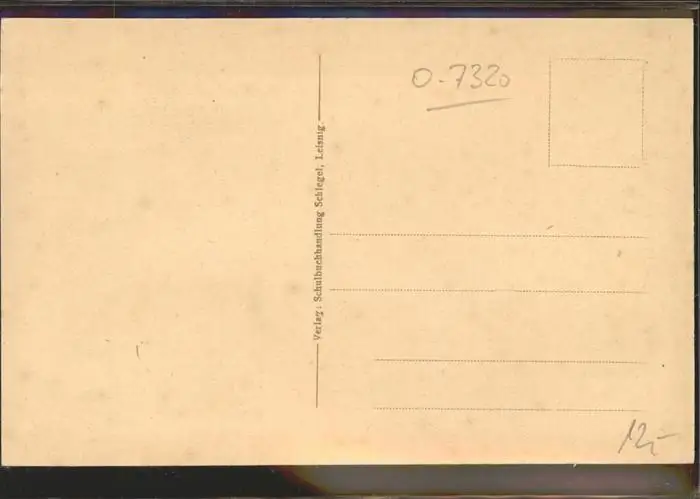 O-7320
Verlag: Schulbuchhandlung Schlegel, Leisnig.
12,-